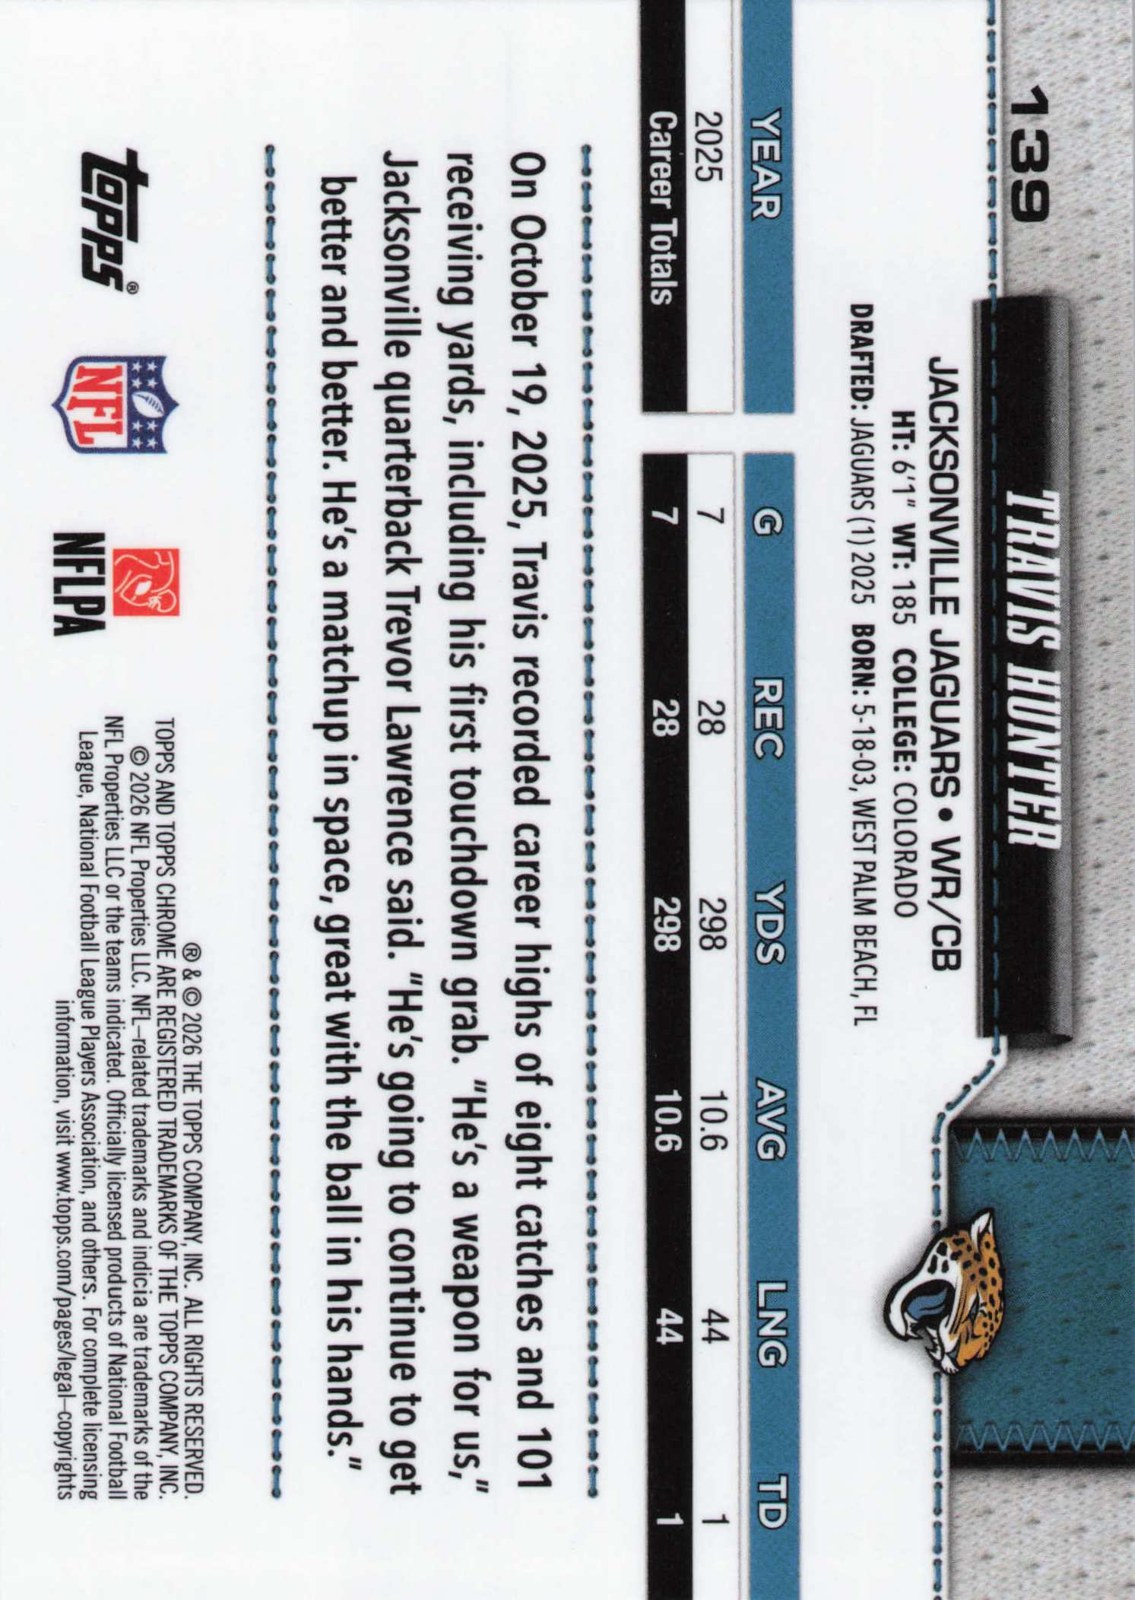 139
TRAVIS HUNTER
JACKSONVILLE JAGUARS • WR/CB
HT: 6'1" WT: 185 COLLEGE: COLORADO
DRAFTED: JAGUARS (1) 2025 BORN: 5-18-03, WEST PALM BEACH, FL
YEAR G REC YDS AVG LNG TD
2025 7 28 298 10.6 44 1
Career Totals 7 28 298 10.6 44 1
On October 19, 2025, Travis recorded career highs of eight catches and 101
receiving yards, including his first touchdown grab. "He's a weapon for us,"
Jacksonville quarterback Trevor Lawrence said. "He's going to continue to get
better and better. He's a matchup in space, great with the ball in his hands."
topps®
NFL
NFLPA
® & © 2026 THE TOPPS COMPANY, INC. ALL RIGHTS RESERVED.
TOPPS AND TOPPS CHROME ARE REGISTERED TRADEMARKS OF THE TOPPS COMPANY, INC.
© 2026 NFL Properties LLC. NFL–related trademarks and indicia are trademarks of the
NFL Properties LLC or the teams indicated. Officially licensed products of National Football
League, National Football League Players Association, and others. For complete licensing
information, visit www.topps.com/pages/legal–copyrights